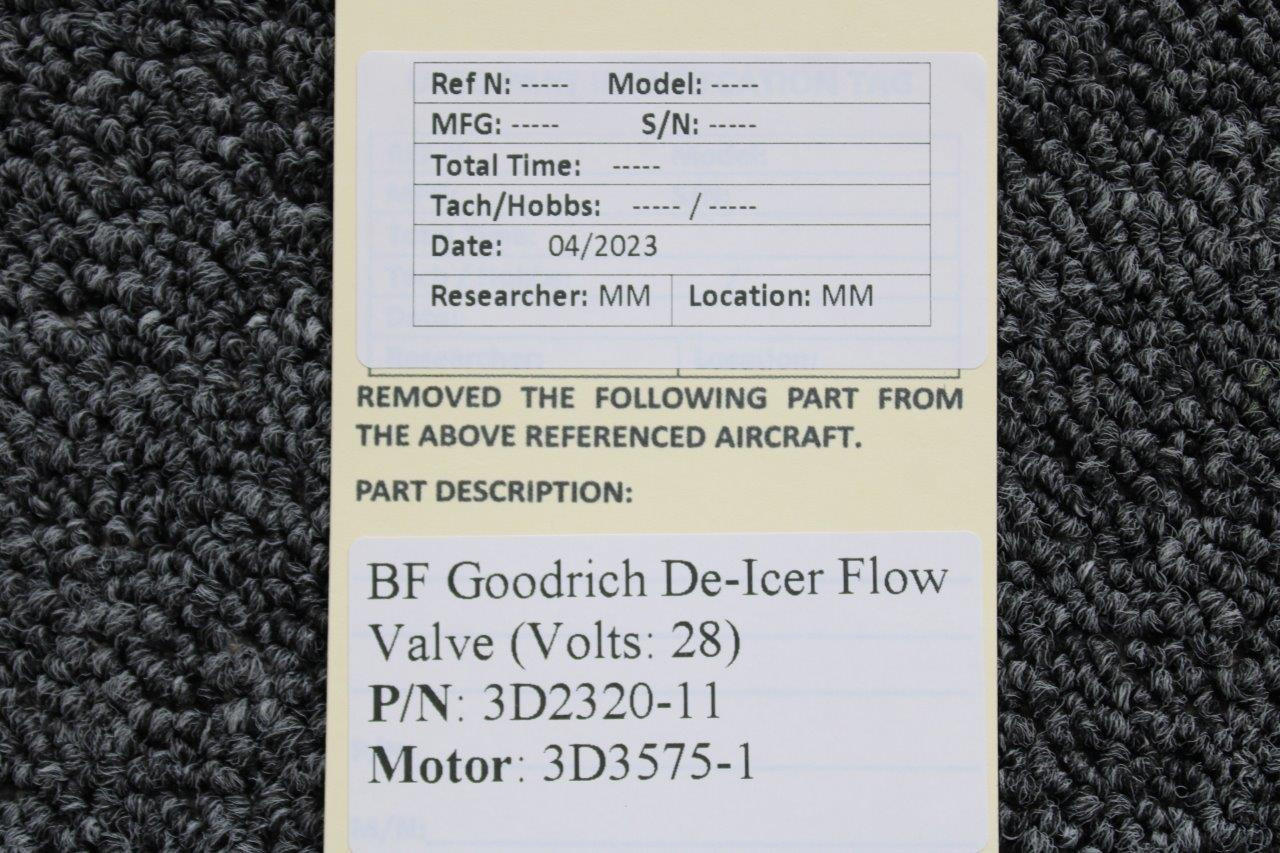 Ref N: ----- Model: -----
MFG: ----- S/N: -----
Total Time: -----
Tach/Hobbs: ----- / -----
Date: 04/2023
Researcher: MM Location: MM
REMOVED THE FOLLOWING PART FROM
THE ABOVE REFERENCED AIRCRAFT.
PART DESCRIPTION:
BF Goodrich De-Icer Flow
Valve (Volts: 28)
P/N: 3D2320-11
Motor: 3D3575-1